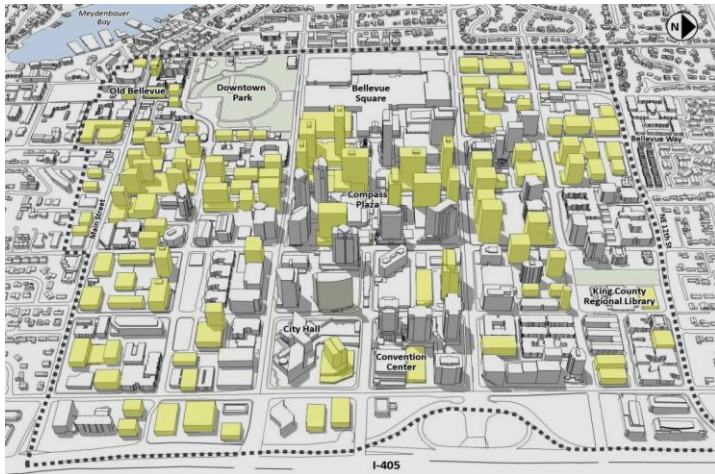 Meydenbauer
Bay
N
Old Bellevue
Downtown
Park
Bellevue
Square
Bellevue Way
Compass
Plaza
Main Street
NE 12th St
King County
Regional Library
City Hall
Convention
Center
I-405